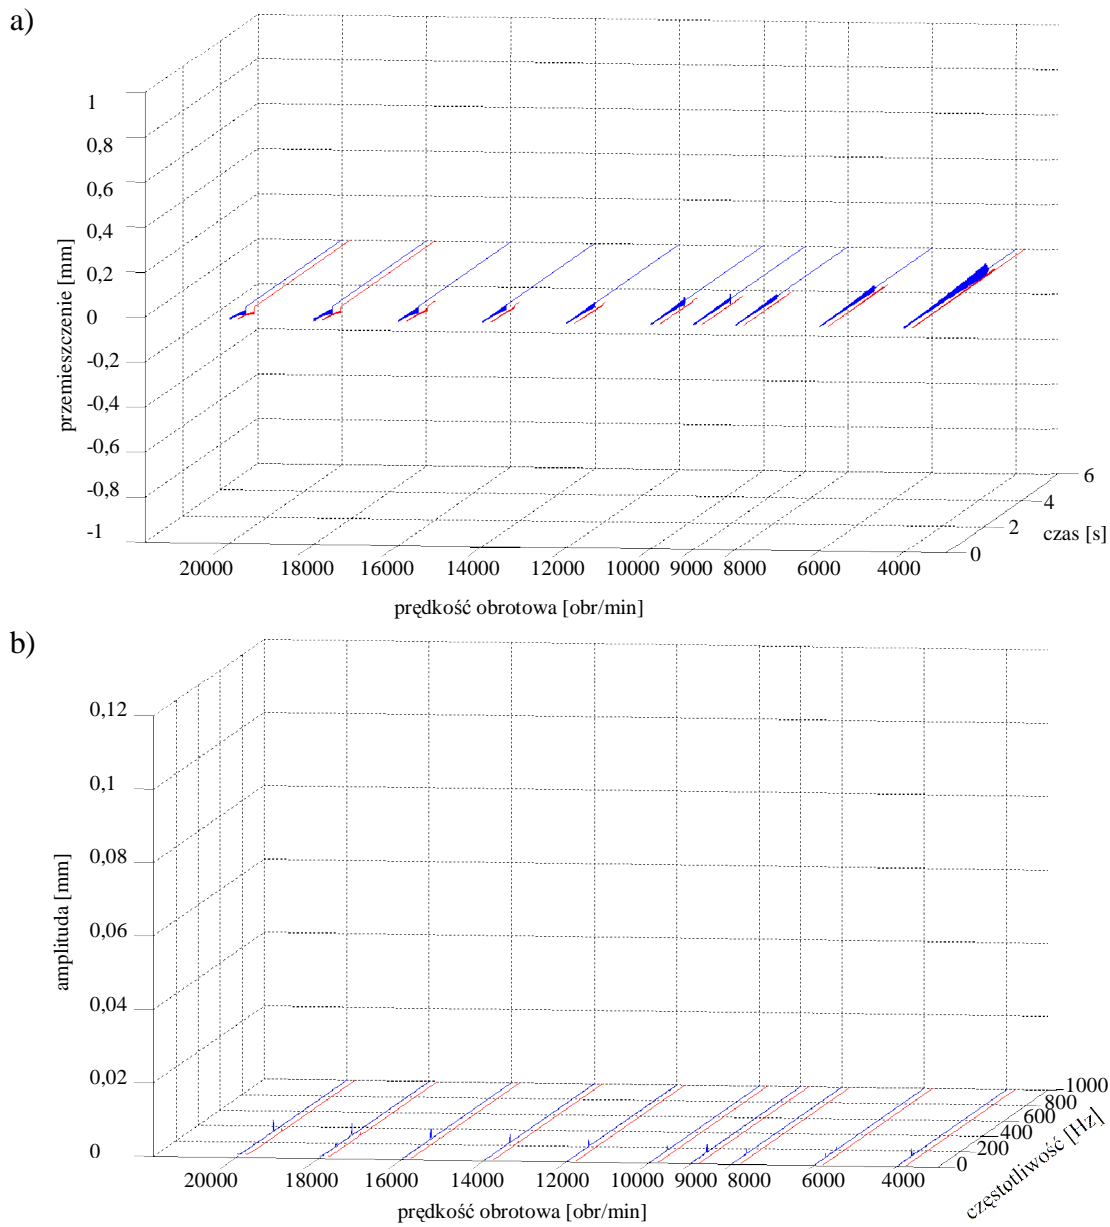 a)
1
0,8
0,6
0,4
0,2
0
-0,2
-0,4
-0,6
-0,8
-1
przemieszczenie [mm]
20000 18000 16000 14000 12000 10000 9000 8000 6000 4000
prędkość obrotowa [obr/min]
0 2 4 6
czas [s]
b)
0,12
0,1
0,08
0,06
0,04
0,02
0
amplituda [mm]
20000 18000 16000 14000 12000 10000 9000 8000 6000 4000
prędkość obrotowa [obr/min]
0 200 400 600 800 1000
częstotliwość [Hz]